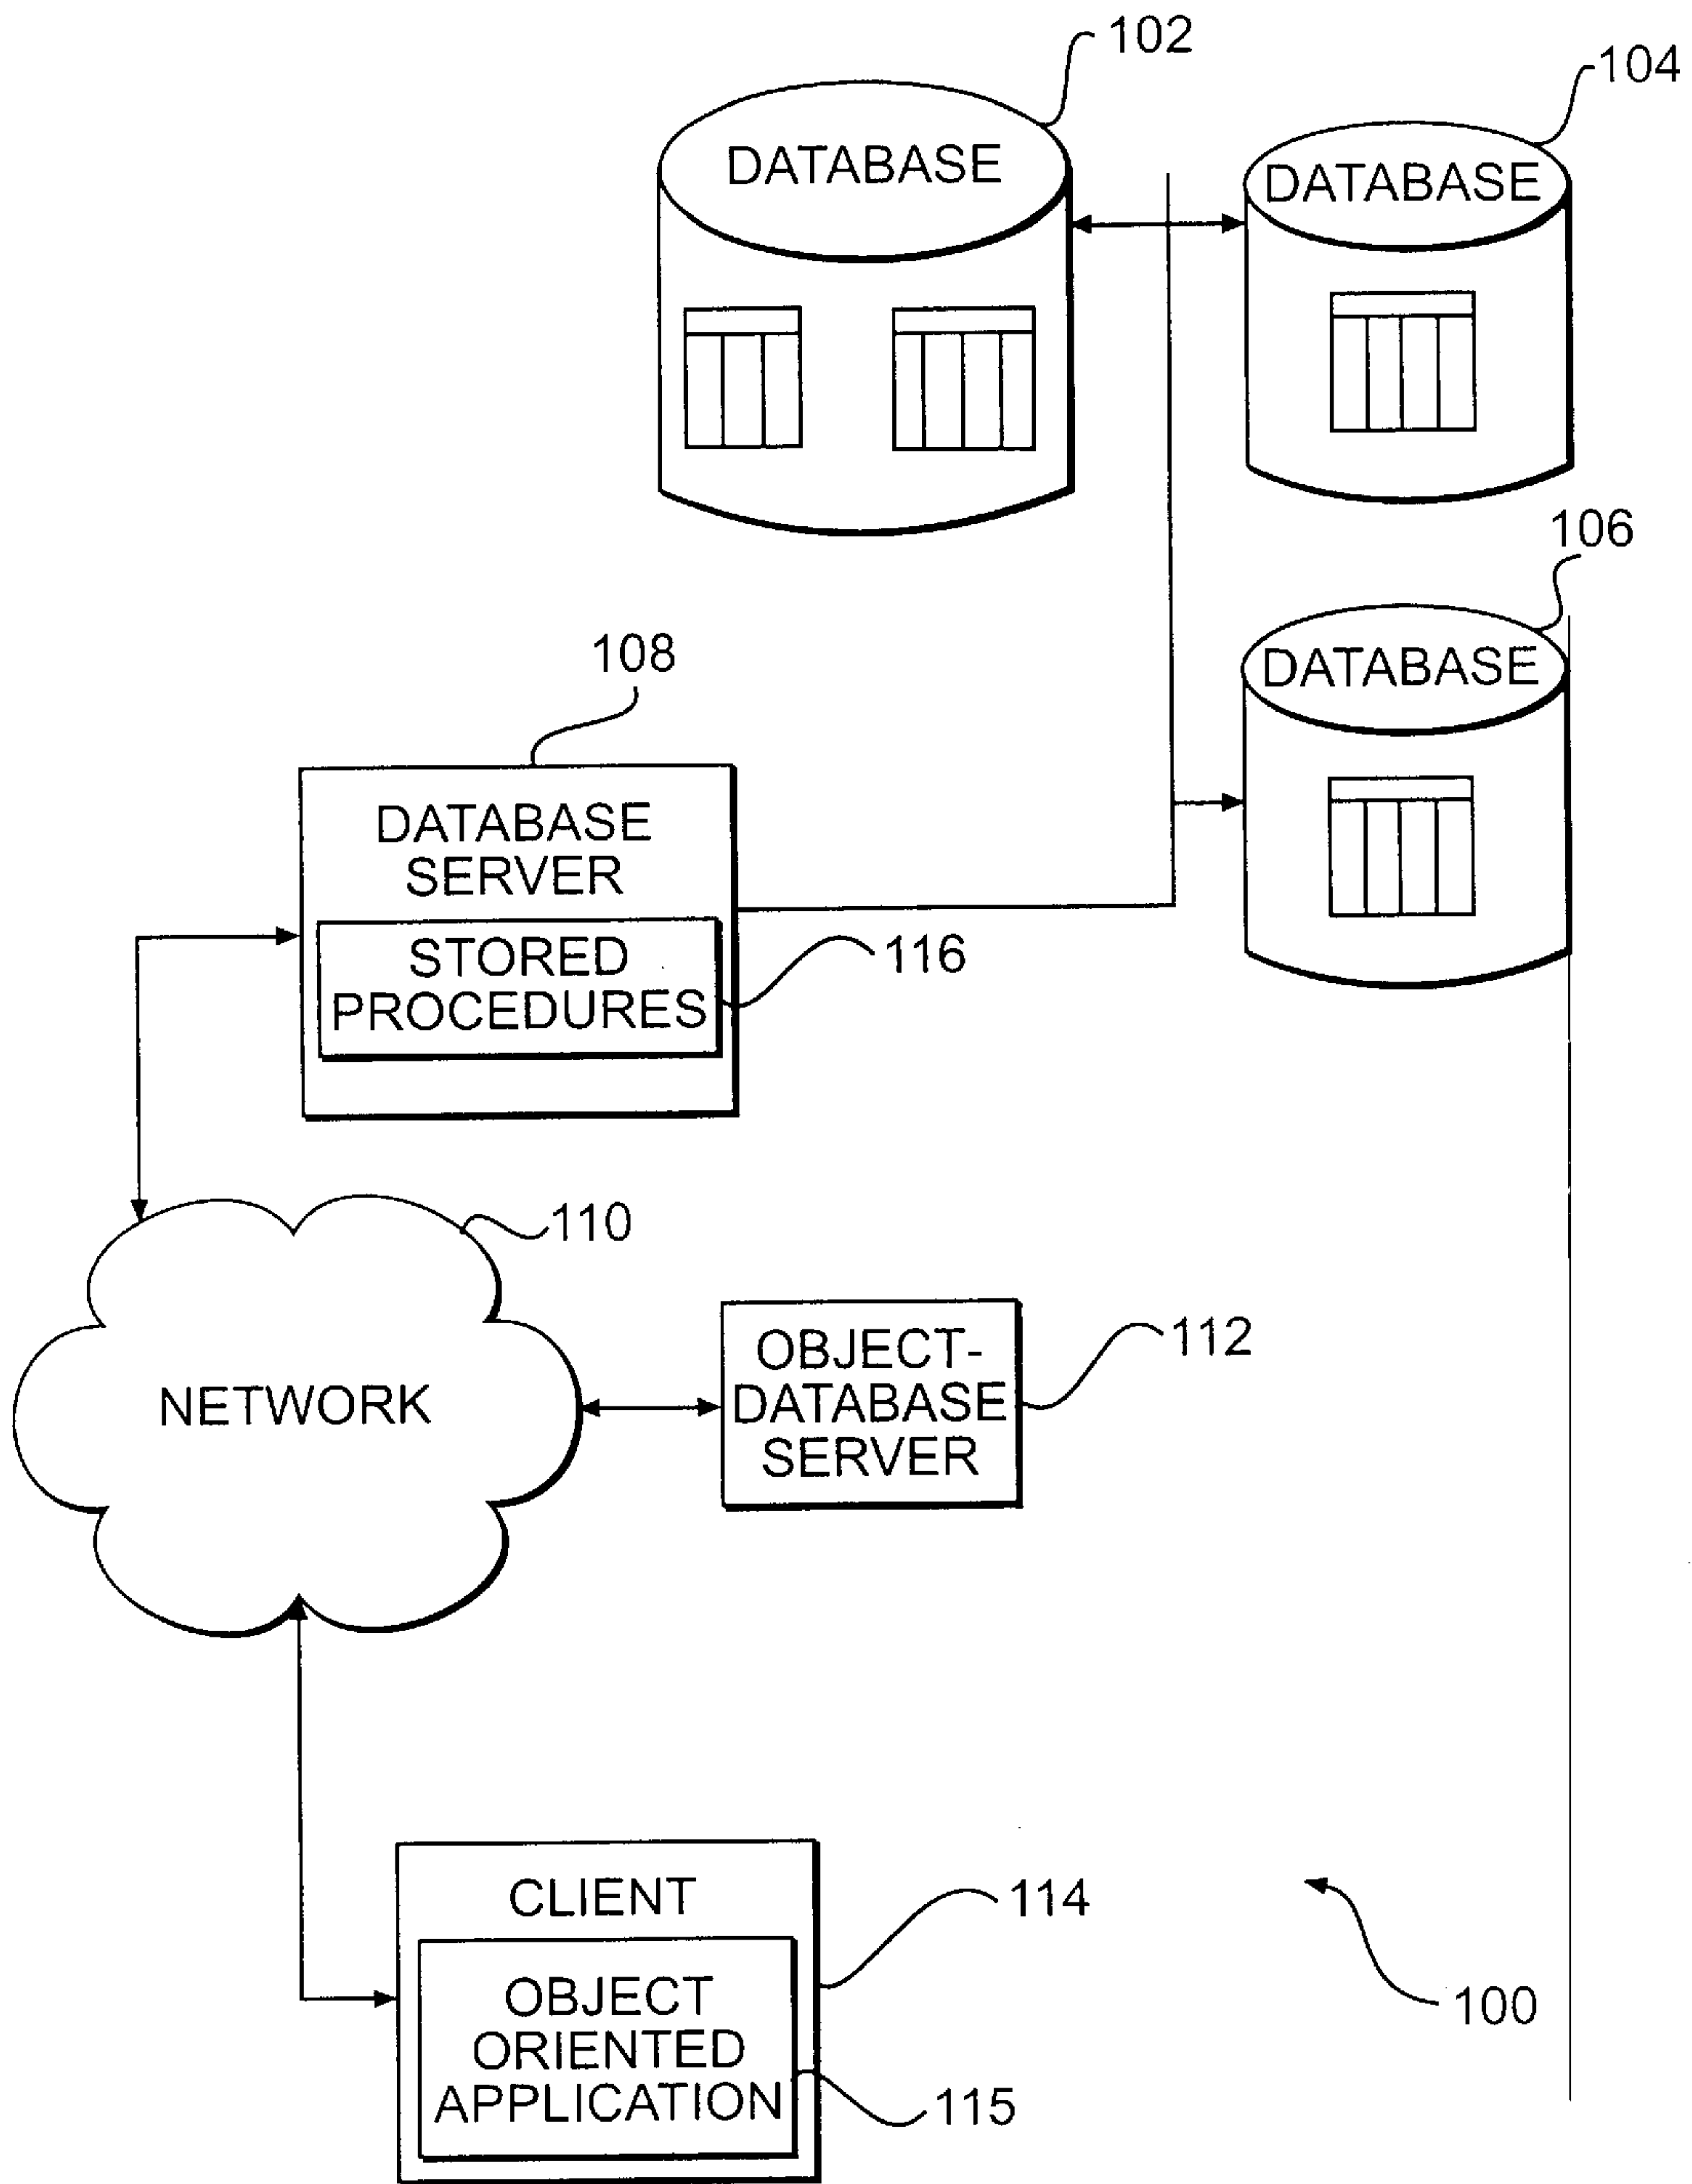 102
104
DATABASE
DATABASE
106
DATABASE
108
DATABASE
SERVER
STORED
PROCEDURES
116
110
NETWORK
OBJECT-
DATABASE
SERVER
112
CLIENT
114
OBJECT
ORIENTED
APPLICATION
115
100